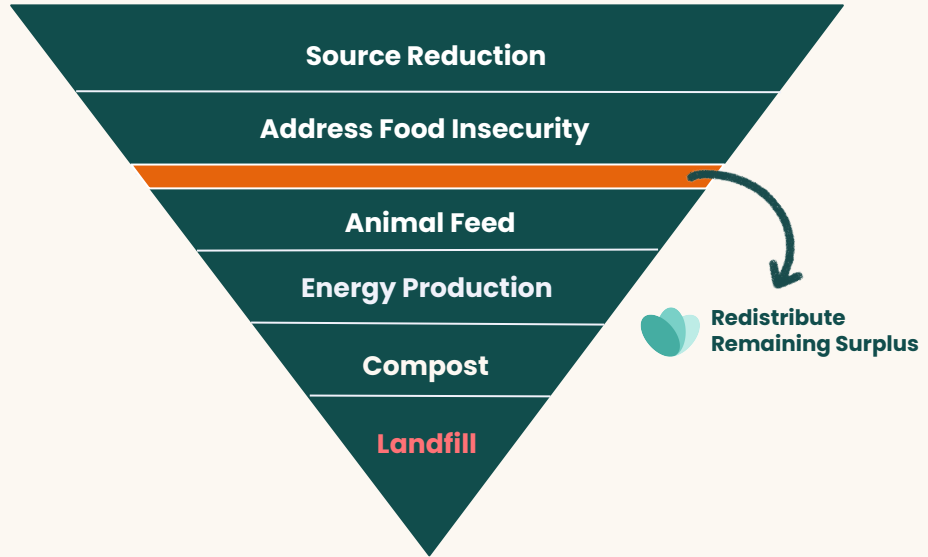 Source Reduction
Address Food Insecurity
Animal Feed
Energy Production
Redistribute
Remaining Surplus
Compost
Landfill